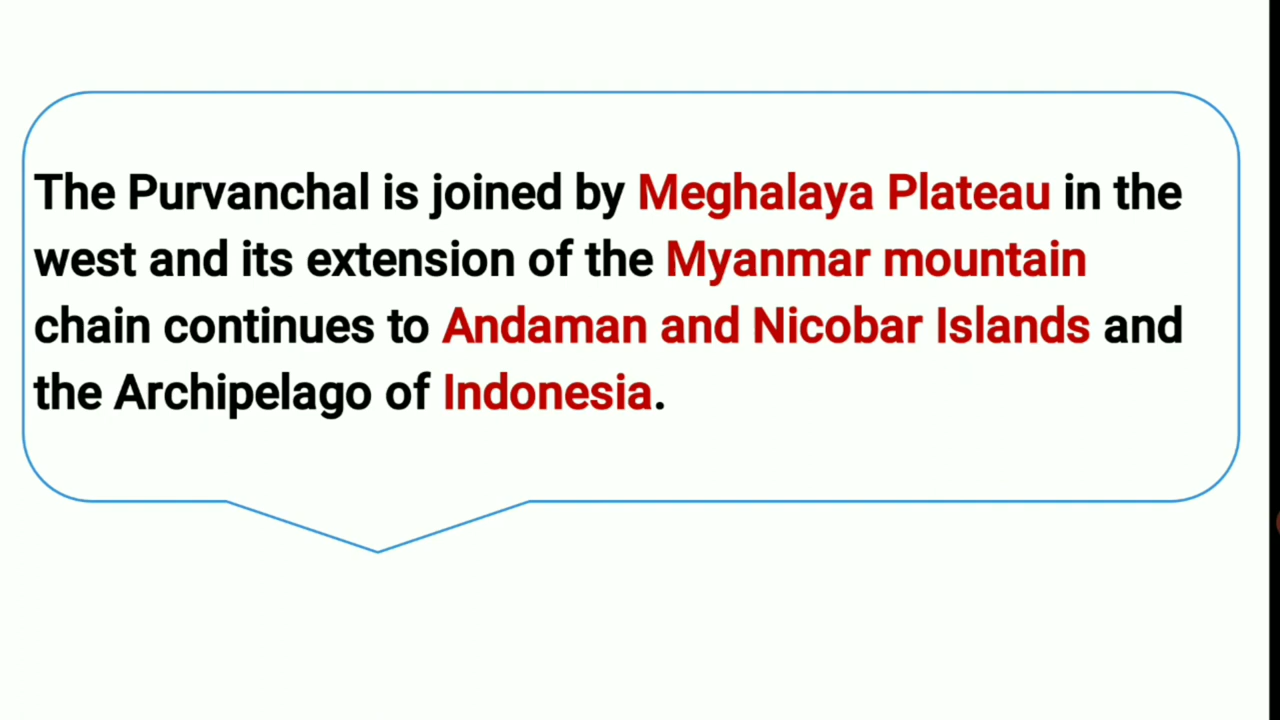 The Purvanchal is joined by Meghalaya Plateau in the
west and its extension of the Myanmar mountain
chain continues to Andaman and Nicobar Islands and
the Archipelago of Indonesia.